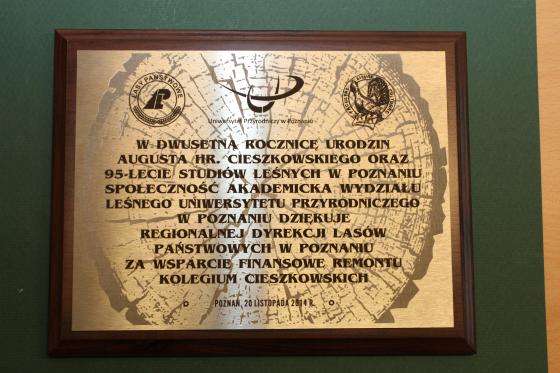 LASY PAŃSTWOWE
Uniwersytet Przyrodniczy w Poznaniu
W DWUSETNĄ ROCZNICĘ URODZIN
AUGUSTA HR. CIESZKOWSKIEGO ORAZ
95-LECIE STUDIÓW LEŚNYCH W POZNANIU
SPOŁECZNOŚĆ AKADEMICKA WYDZIAŁU
LEŚNEGO UNIWERSYTETU PRZYRODNICZEGO
W POZNANIU DZIĘKUJE
REGIONALNEJ DYREKCJI LASÓW
PAŃSTWOWYCH W POZNANIU
ZA WSPARCIE FINANSOWE REMONTU
KOLEGIUM CIESZKOWSKICH
POZNAŃ, 20 LISTOPADA 2014 R.